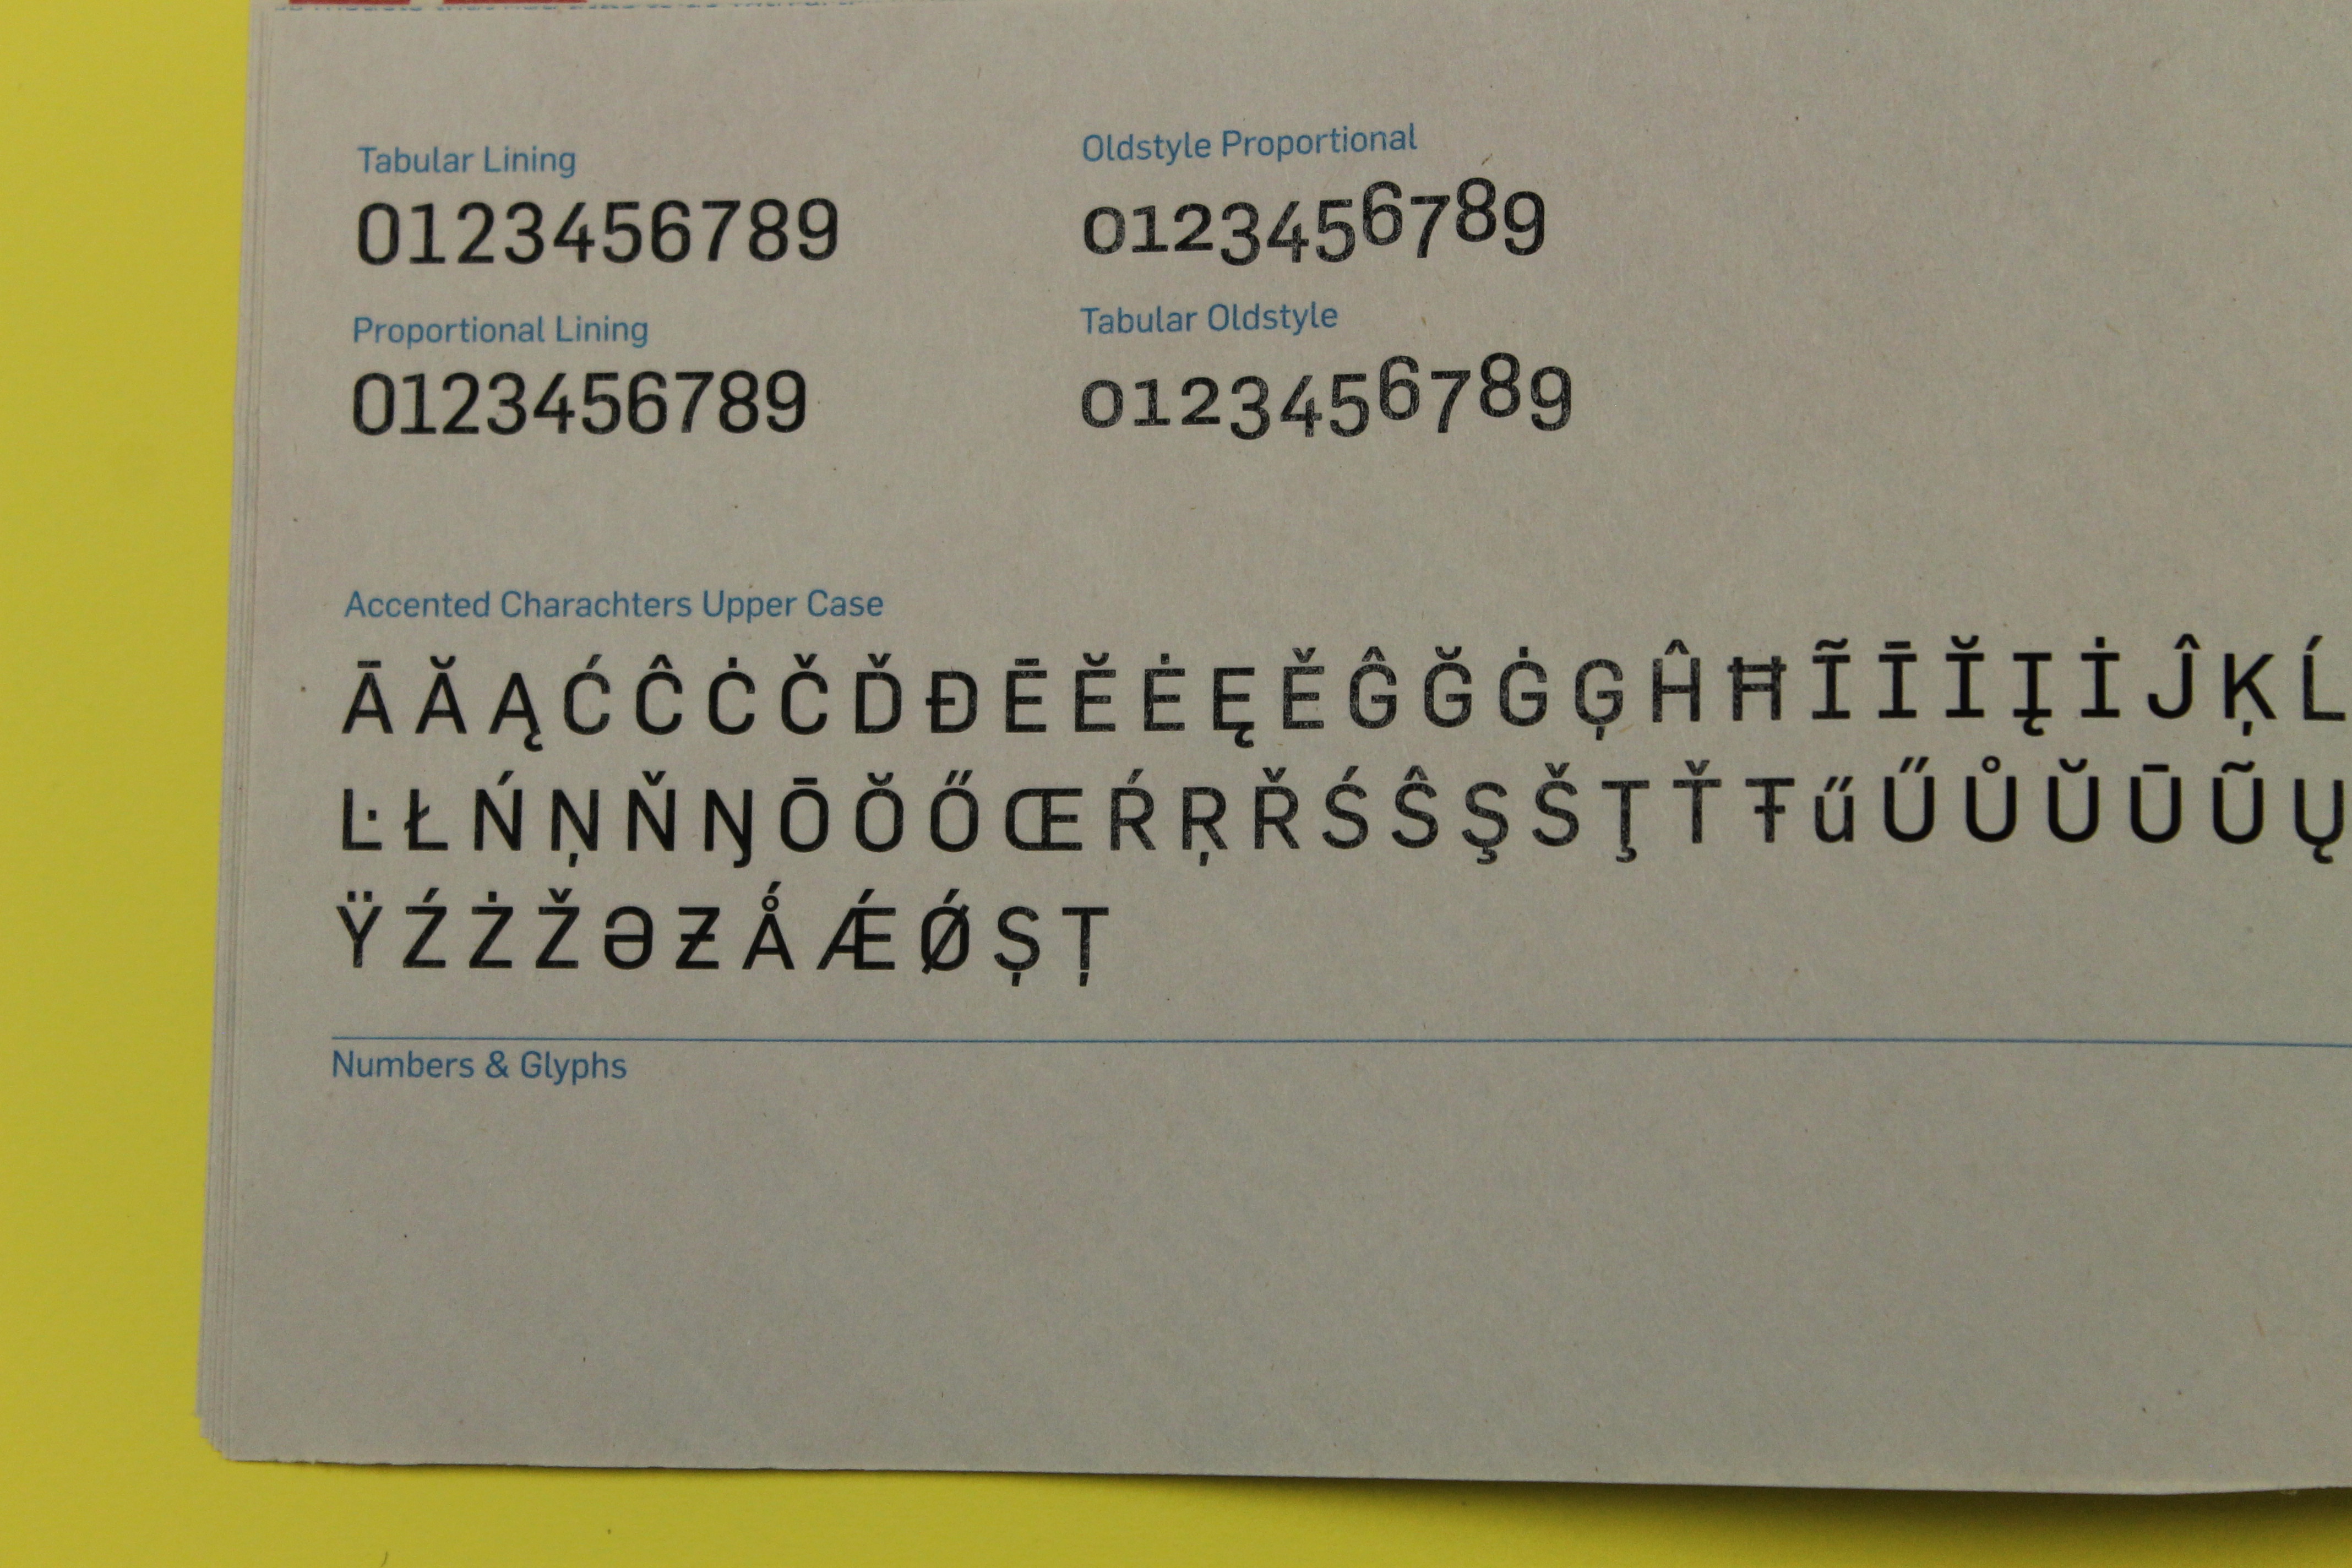 Tabular Lining
0123456789
Proportional Lining
0123456789
Oldstyle Proportional
0123456789
Tabular Oldstyle
0123456789
Accented Charachters Upper Case
Ā Ă Ą Ć Ĉ Ċ Č Ď Đ Ē Ĕ Ė Ę Ě Ĝ Ğ Ġ Ģ Ĥ Ħ Ĩ Ī Ĭ Į İ Ĵ Ķ Ĺ
Ŀ Ł Ń Ņ Ň Ŋ Ō Ŏ Ő Œ Ŕ Ŗ Ř Ś Ŝ Ş Š Ţ Ť Ŧ ű Ű Ů Ŭ Ū Ũ Ų
Ÿ Ź Ż Ž Ə Ƶ Ǻ Ǽ Ǿ Ș Ț
Numbers & Glyphs